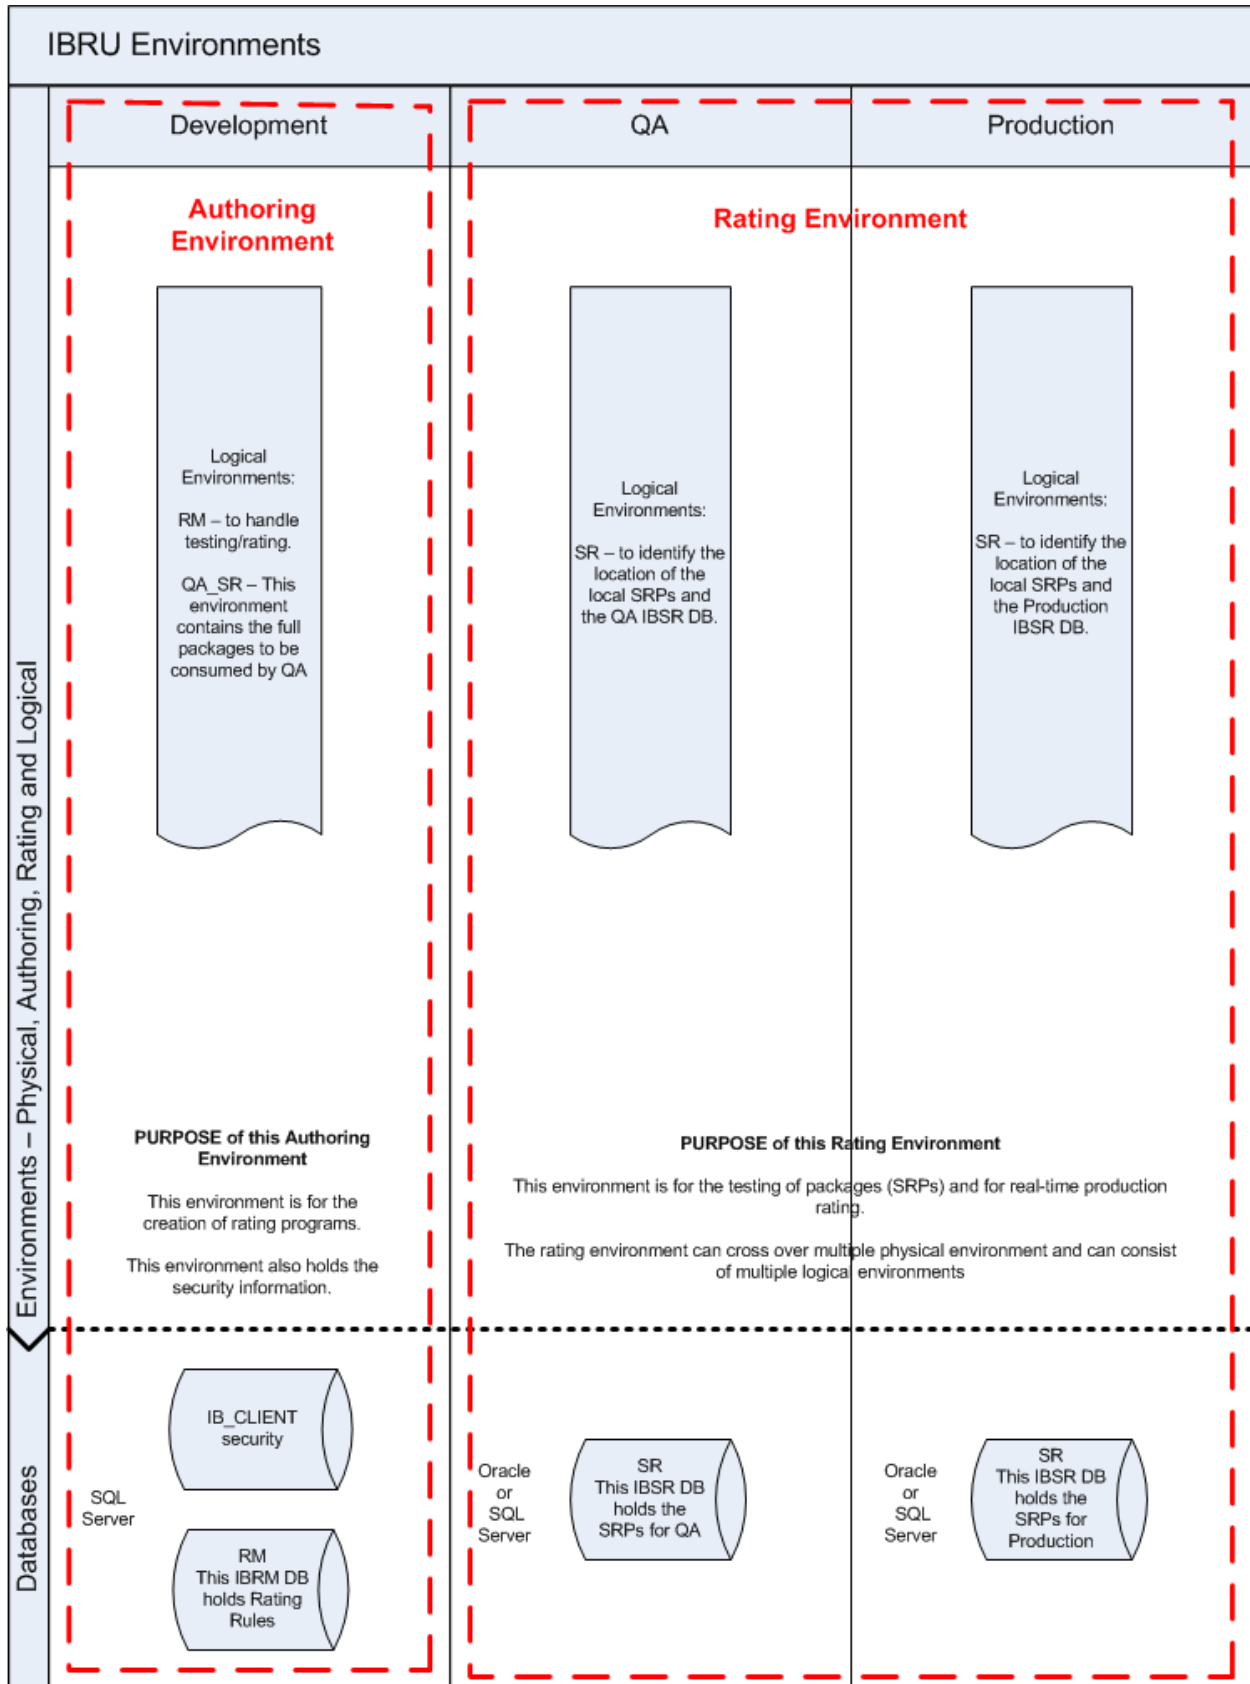 IBRU Environments
Development
QA
Production
Environments – Physical, Authoring, Rating and Logical
Authoring
Environment
Rating Environment
Logical
Environments:
RM – to handle
testing/rating.
QA_SR – This
environment
contains the full
packages to be
consumed by QA
Logical
Environments:
SR – to identify the
location of the
local SRPs and
the QA IBSR DB.
Logical
Environments:
SR – to identify the
location of the
local SRPs and
the Production
IBSR DB.
PURPOSE of this Authoring
Environment
This environment is for the
creation of rating programs.
This environment also holds the
security information.
PURPOSE of this Rating Environment
This environment is for the testing of packages (SRPs) and for real-time production
rating.
The rating environment can cross over multiple physical environment and can consist
of multiple logical environments
Databases
SQL
Server
IB_CLIENT
security
RM
This IBRM DB
holds Rating
Rules
Oracle
or
SQL
Server
SR
This IBSR DB
holds the
SRPs for QA
Oracle
or
SQL
Server
SR
This IBSR DB
holds the
SRPs for
Production